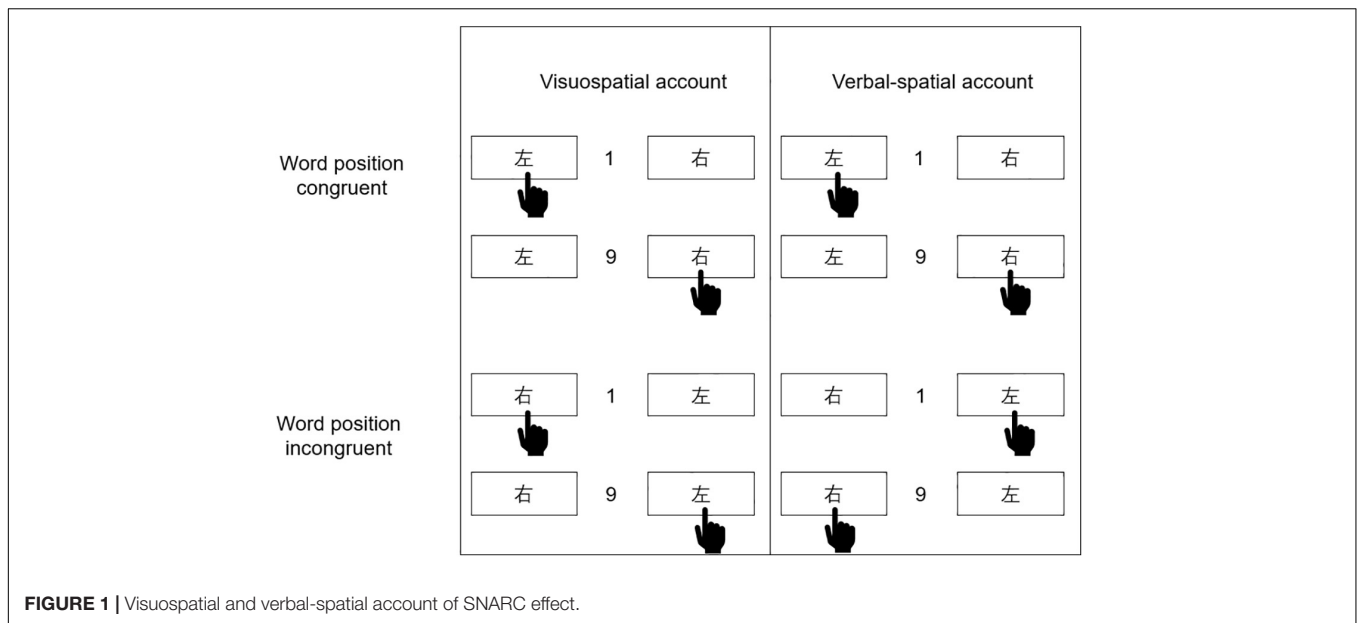 Visuospatial account Verbal-spatial account
Word position
congruent
左 1 右 左 1 右
左 9 右 左 9 右
Word position
incongruent
右 1 左 右 1 左
右 9 左 右 9 左
FIGURE 1 | Visuospatial and verbal-spatial account of SNARC effect.